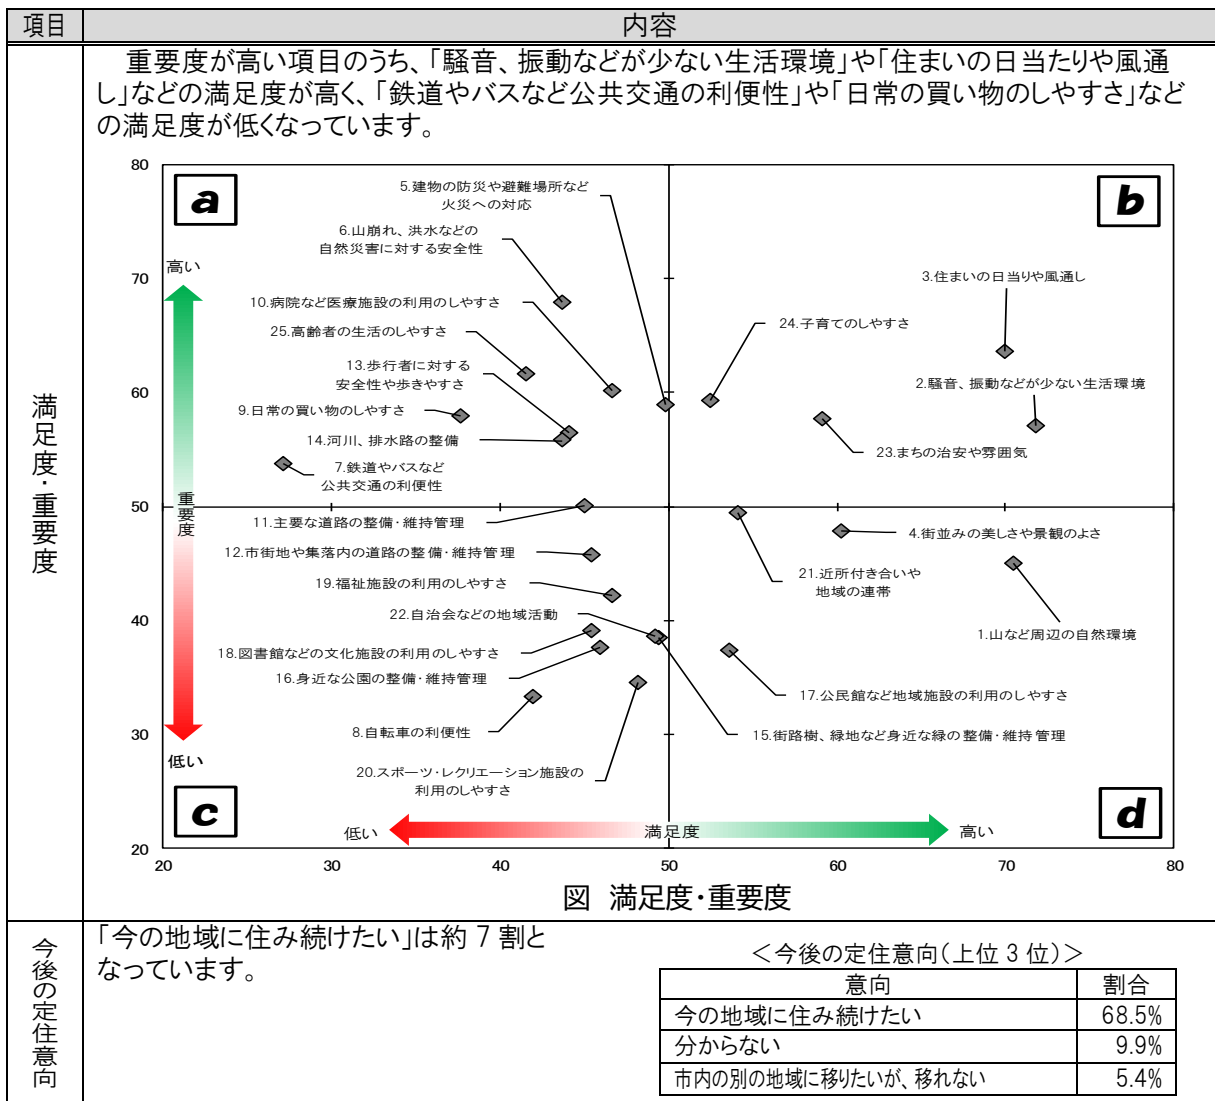 項目
内容
満足度・重要度
重要度が高い項目のうち、「騒音、振動などが少ない生活環境」や「住まいの日当たりや風通
し」などの満足度が高く、「鉄道やバスなど公共交通の利便性」や「日常の買い物のしやすさ」など
の満足度が低くなっています。
80
70
60
50
40
30
20
20
30
40
50
60
70
80
a
b
c
d
高い
重要度
低い
低い
満足度
高い
5.建物の防災や避難場所など
火災への対応
6.山崩れ、洪水などの
自然災害に対する安全性
10.病院など医療施設の利用のしやすさ
25.高齢者の生活のしやすさ
13.歩行者に対する
安全性や歩きやすさ
9.日常の買い物のしやすさ
14.河川、排水路の整備
7.鉄道やバスなど
公共交通の利便性
3.住まいの日当りや風通し
24.子育てのしやすさ
2.騒音、振動などが少ない生活環境
23.まちの治安や雰囲気
11.主要な道路の整備・維持管理
12.市街地や集落内の道路の整備・維持管理
19.福祉施設の利用のしやすさ
22.自治会などの地域活動
18.図書館などの文化施設の利用のしやすさ
16.身近な公園の整備・維持管理
8.自転車の利便性
20.スポーツ・レクリエーション施設の
利用のしやすさ
4.街並みの美しさや景観のよさ
21.近所付き合いや
地域の連帯
1.山など周辺の自然環境
17.公民館など地域施設の利用のしやすさ
15.街路樹、緑地など身近な緑の整備・維持管理
図 満足度・重要度
今後の定住意向
「今の地域に住み続けたい」は約 7 割と
なっています。
＜今後の定住意向（上位 3 位）＞
意向
割合
今の地域に住み続けたい
68.5%
分からない
9.9%
市内の別の地域に移りたいが、移れない
5.4%